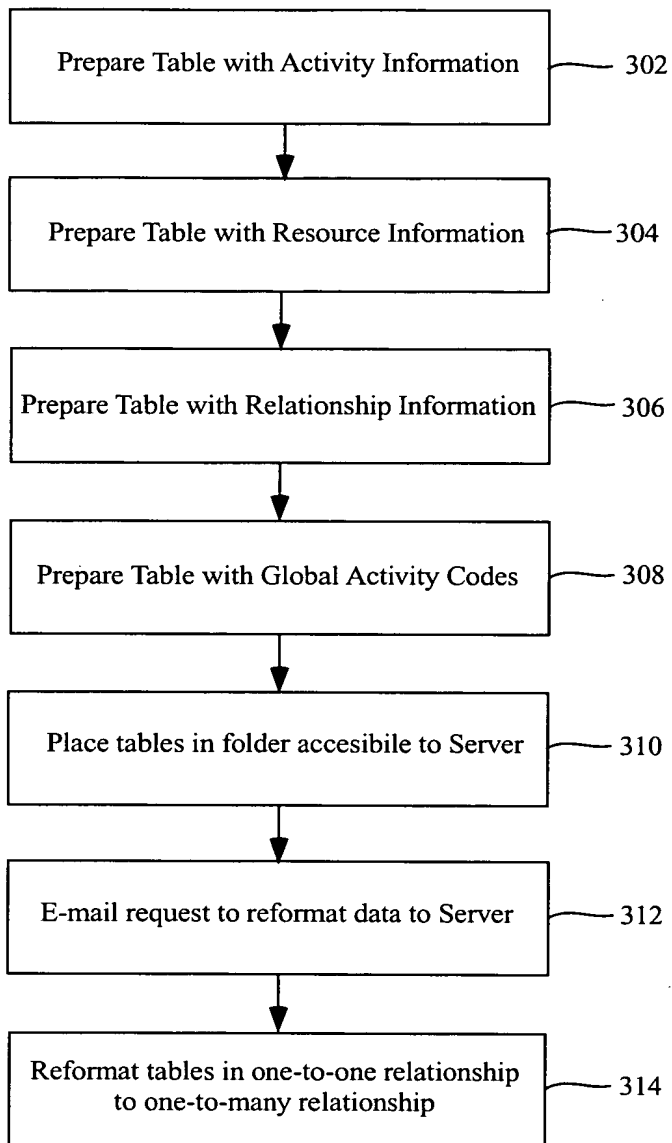 Prepare Table with Activity Information
302
Prepare Table with Resource Information
304
Prepare Table with Relationship Information
306
Prepare Table with Global Activity Codes
308
Place tables in folder accesibile to Server
310
E-mail request to reformat data to Server
312
Reformat tables in one-to-one relationship
to one-to-many relationship
314